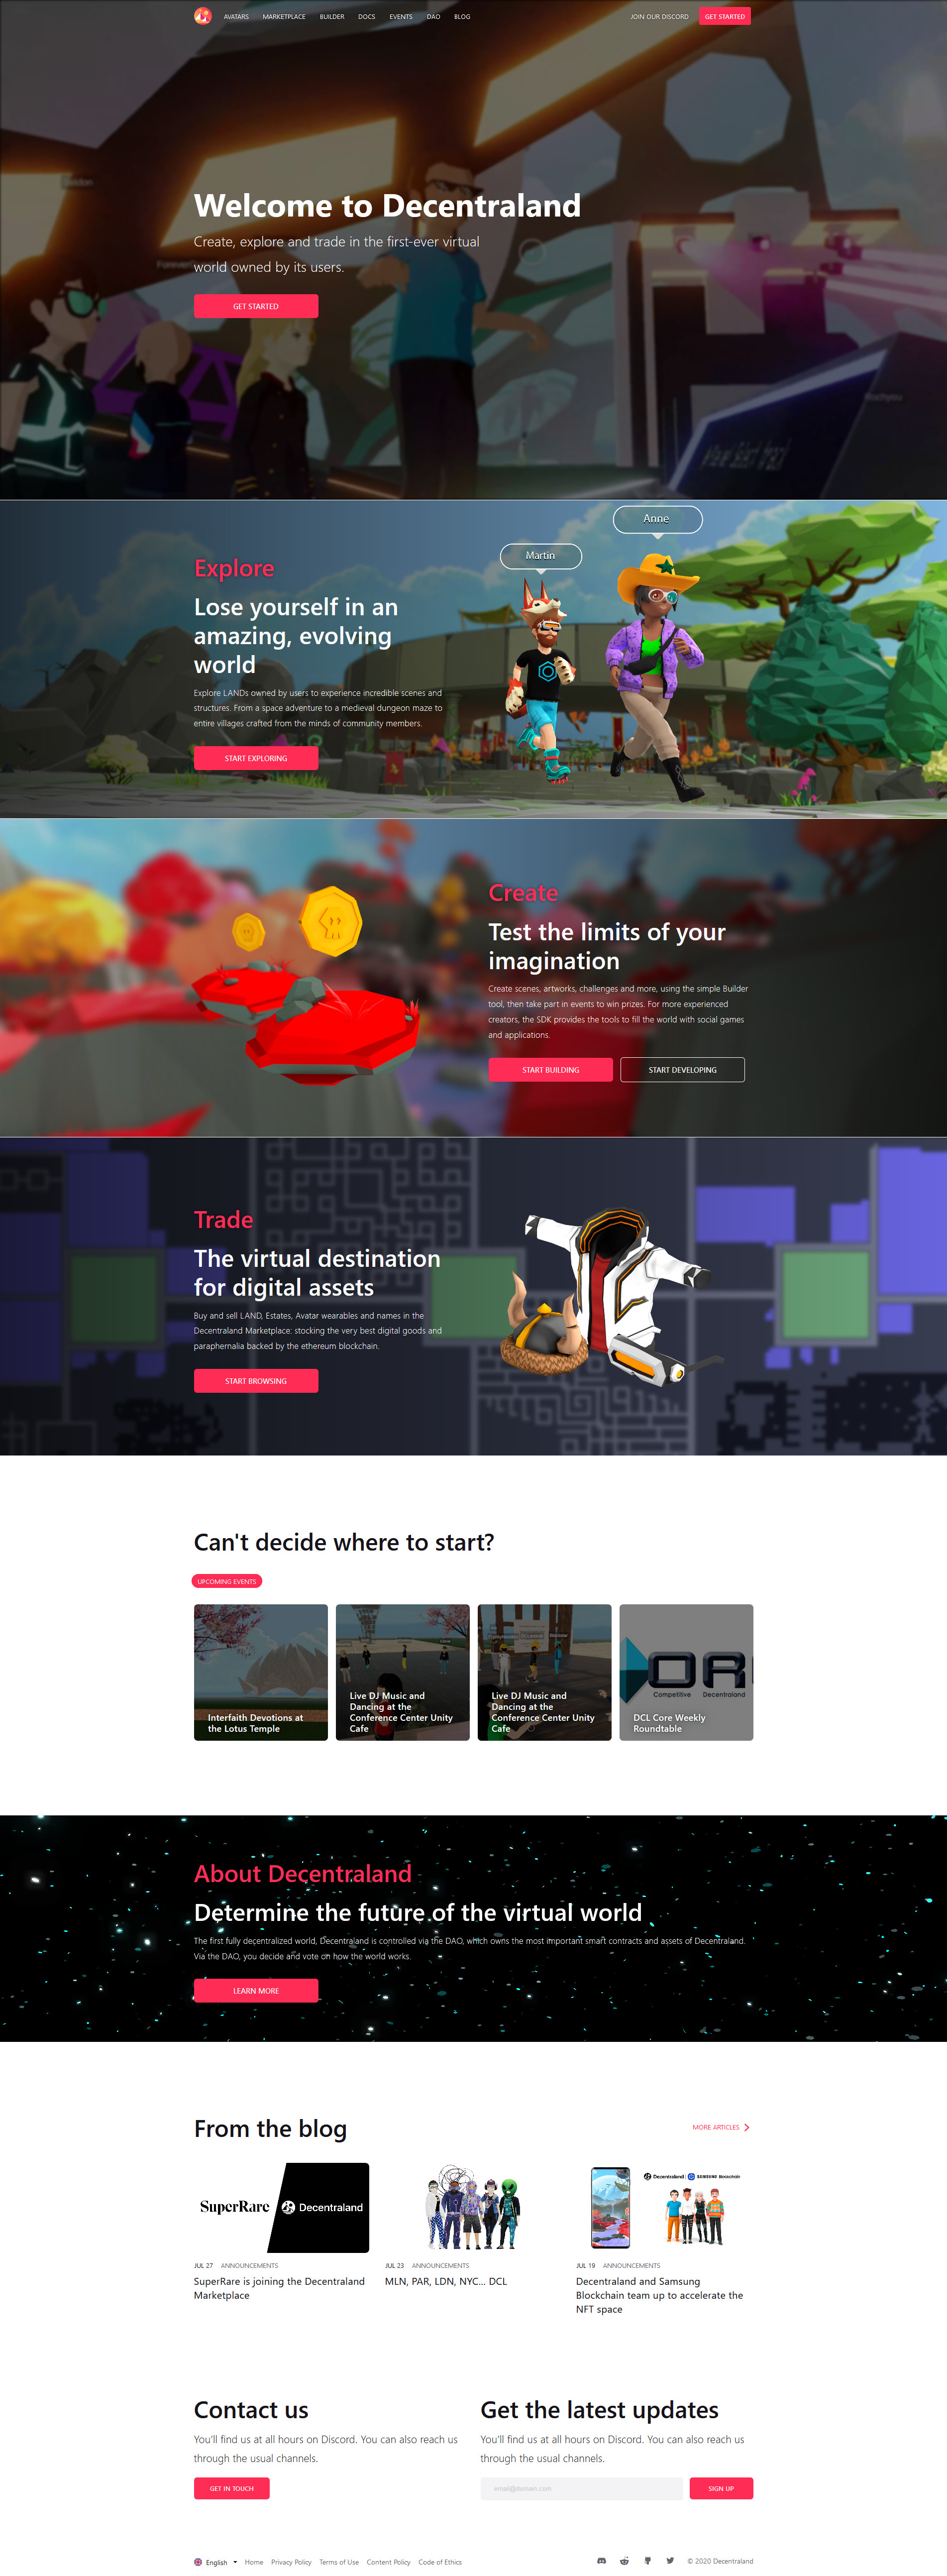 AVATARS MARKETPLACE BUILDER DOCS EVENTS DAO BLOG JOIN OUR DISCORD GET STARTED
Welcome to Decentraland
Create, explore and trade in the first-ever virtual
world owned by its users.
GET STARTED
Anne
Martin
Explore
Lose yourself in an
amazing, evolving
world
Explore LANDs owned by users to experience incredible scenes and
structures. From a space adventure to a medieval dungeon maze to
entire villages crafted from the minds of community members.
START EXPLORING
Create
Test the limits of your
imagination
Create scenes, artworks, challenges and more, using the simple Builder
tool, then take part in events to win prizes. For more experienced
creators, the SDK provides the tools to fill the world with social games
and applications.
START BUILDING START DEVELOPING
Trade
The virtual destination
for digital assets
Buy and sell LAND, Estates, Avatar wearables and names in the
Decentraland Marketplace: stocking the very best digital goods and
paraphernalia backed by the ethereum blockchain.
START BROWSING
Can't decide where to start?
UPCOMING EVENTS
Interfaith Devotions at
the Lotus Temple
Live DJ Music and
Dancing at the
Conference Center Unity
Cafe
Live DJ Music and
Dancing at the
Conference Center Unity
Cafe
Competitive Decentraland
DCL Core Weekly
Roundtable
About Decentraland
Determine the future of the virtual world
The first fully decentralized world, Decentraland is controlled via the DAO, which owns the most important smart contracts and assets of Decentraland.
Via the DAO, you decide and vote on how the world works.
LEARN MORE
From the blog
MORE ARTICLES
SuperRare Decentraland
Decentraland SAMSUNG Blockchain
JUL 27 ANNOUNCEMENTS
SuperRare is joining the Decentraland
Marketplace
JUL 23 ANNOUNCEMENTS
MLN, PAR, LDN, NYC... DCL
JUL 19 ANNOUNCEMENTS
Decentraland and Samsung
Blockchain team up to accelerate the
NFT space
Contact us
You'll find us at all hours on Discord. You can also reach us
through the usual channels.
GET IN TOUCH
Get the latest updates
You'll find us at all hours on Discord. You can also reach us
through the usual channels.
email@domain.com
SIGN UP
English Home Privacy Policy Terms of Use Content Policy Code of Ethics © 2020 Decentraland